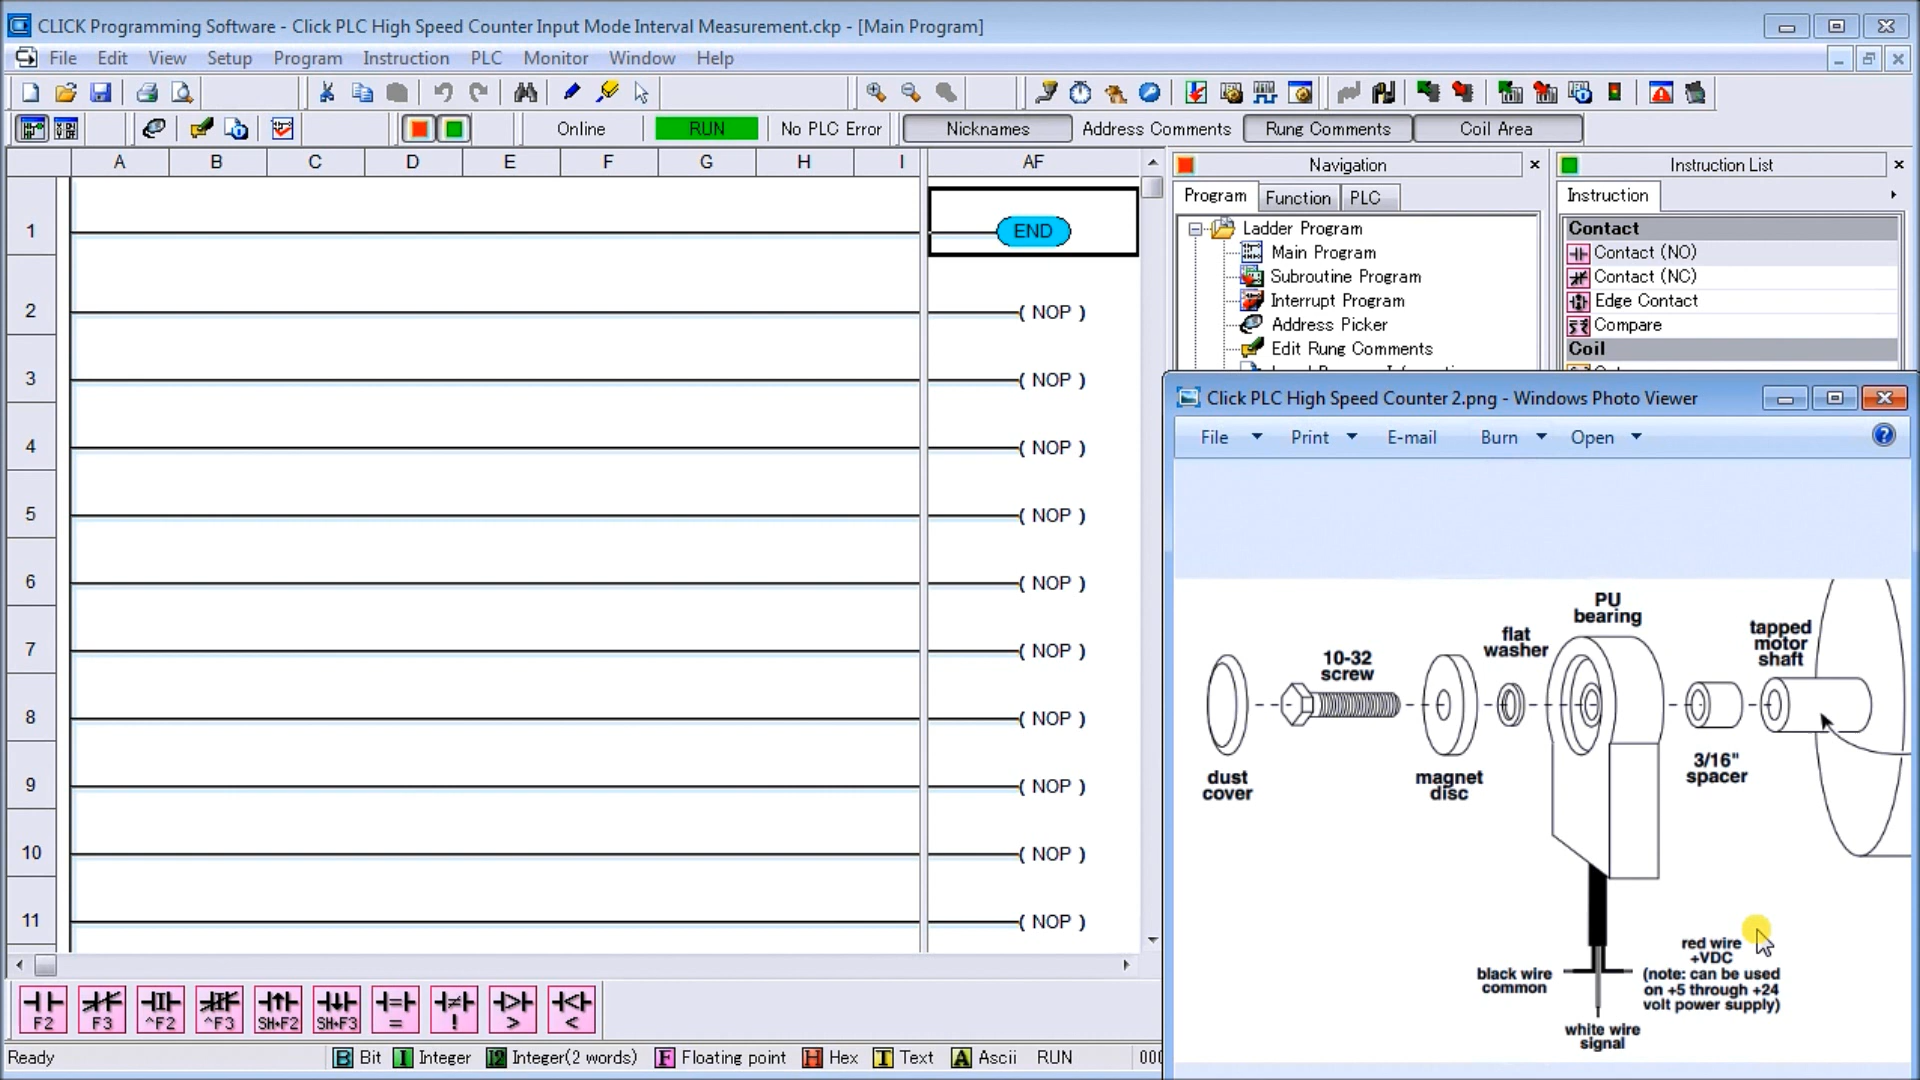 CLICK Programming Software - Click PLC High Speed Counter Input Mode Interval Measurement.ckp - [Main Program]
File Edit View Setup Program Instruction PLC Monitor Window Help
Online RUN No PLC Error Nicknames Address Comments Rung Comments Coil Area
A B C D E F G H I AF
1 END
2 ( NOP )
3 ( NOP )
4 ( NOP )
5 ( NOP )
6 ( NOP )
7 ( NOP )
8 ( NOP )
9 ( NOP )
10 ( NOP )
11 ( NOP )
Navigation
Program Function PLC
Ladder Program
Main Program
Subroutine Program
Interrupt Program
Address Picker
Edit Rung Comments
Instruction List
Instruction
Contact
Contact (NO)
Contact (NC)
Edge Contact
Compare
Coil
Click PLC High Speed Counter 2.png - Windows Photo Viewer
File Print E-mail Burn Open
PU
bearing
flat
washer
tapped
motor
shaft
10-32
screw
dust
cover
magnet
disc
3/16"
spacer
black wire
common
red wire
+VDC
(note: can be used
on +5 through +24
volt power supply)
white wire
signal
F2 F3 ^F2 ^F3 SH+F2 SH+F3 = ! > <
Ready B Bit I Integer I2 Integer(2 words) F Floating point H Hex T Text A Ascii RUN